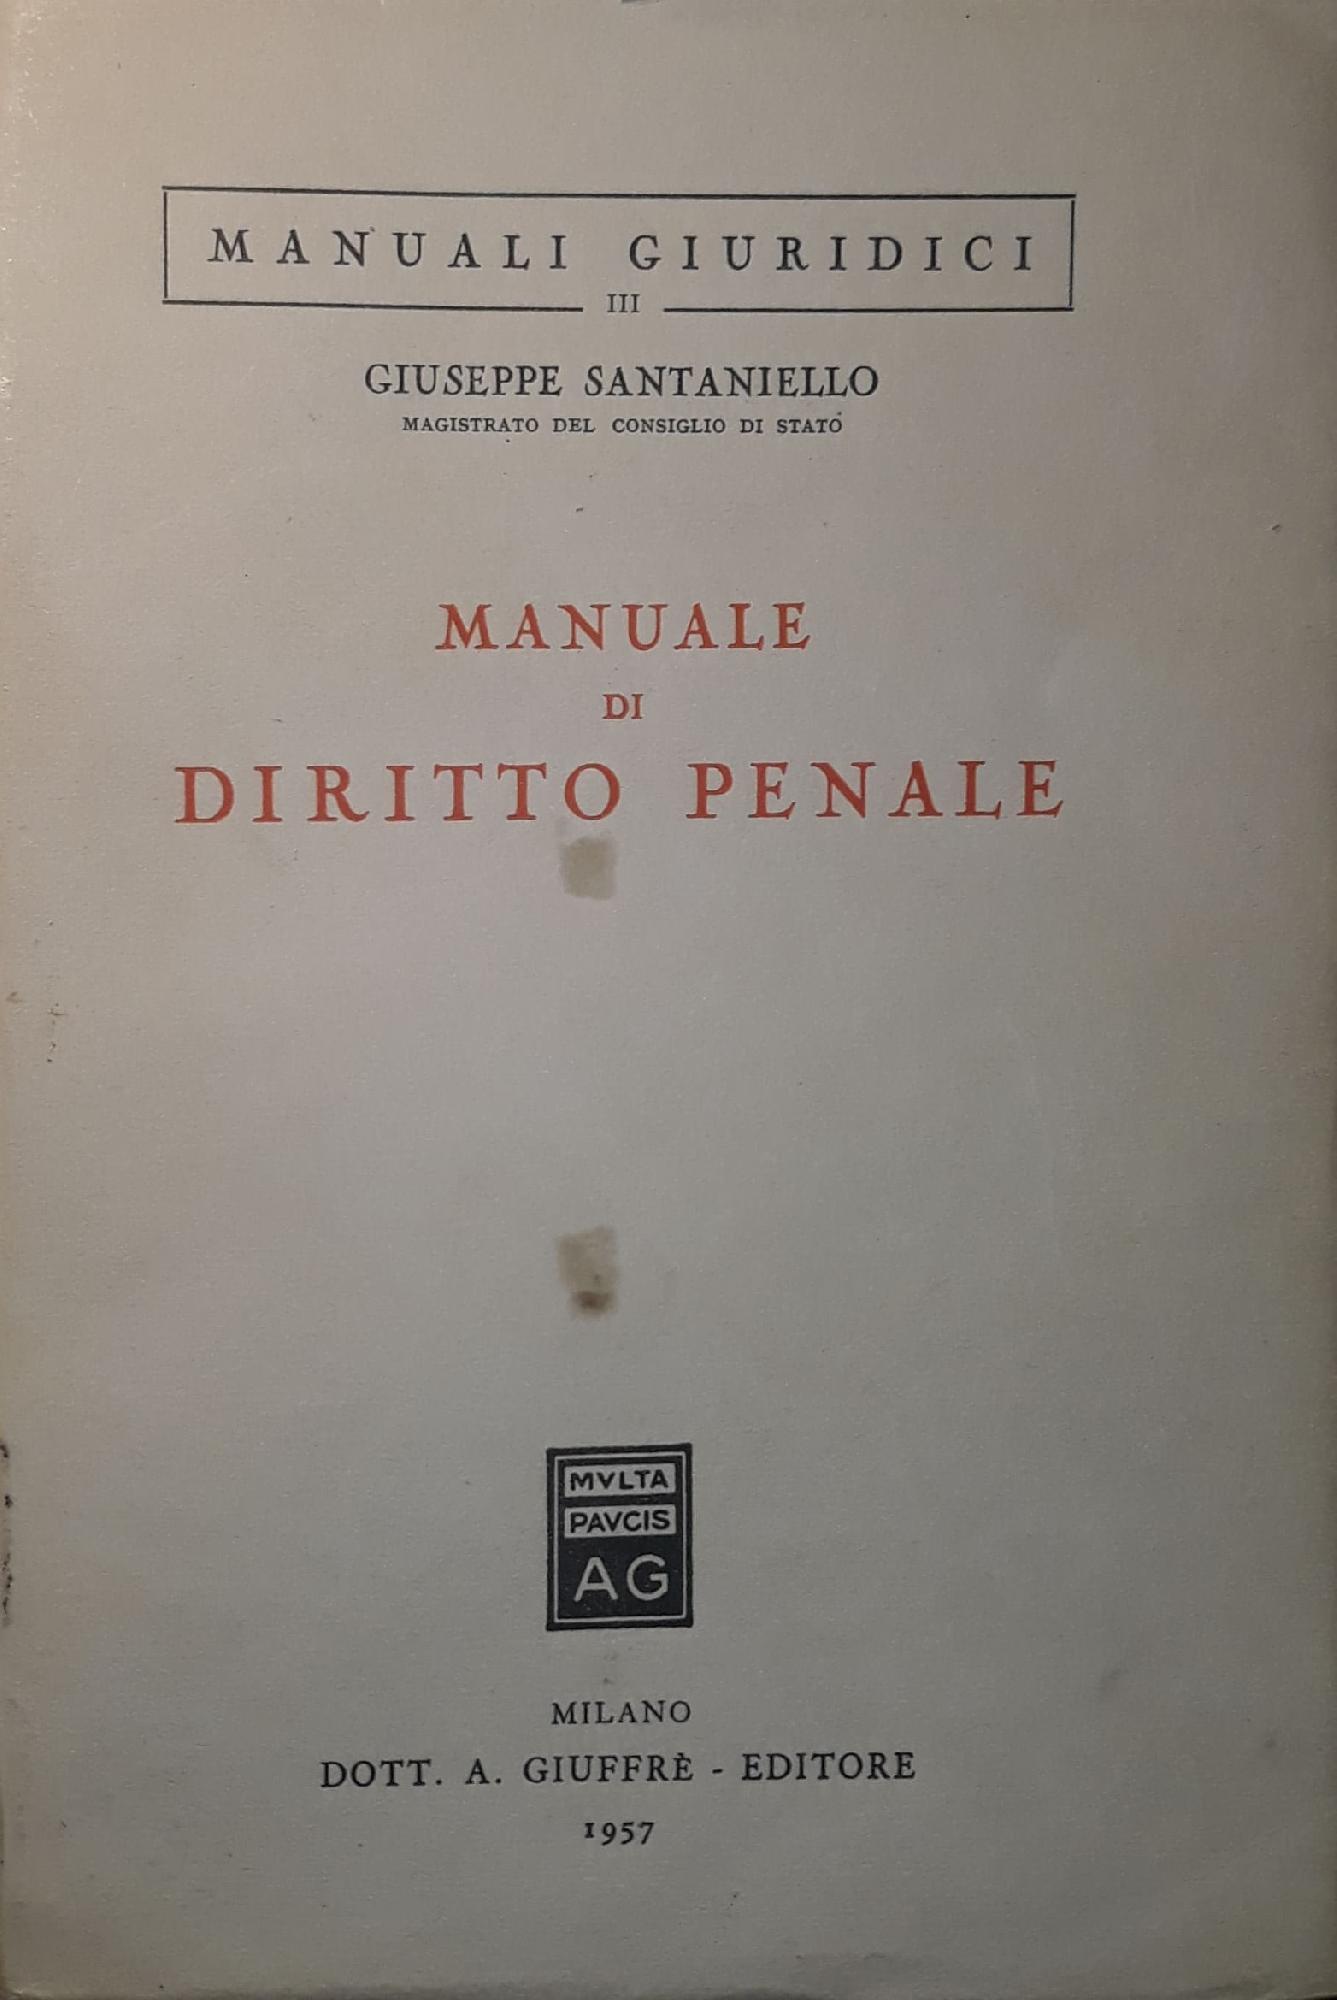 MANUALI GIURIDICI
III
GIUSEPPE SANTANIELLO
MAGISTRATO DEL CONSIGLIO DI STATO
MANUALE
DI
DIRITTO PENALE
MVLTA
PAVCIS
AG
MILANO
DOTT. A. GIUFFRÈ - EDITORE
1957